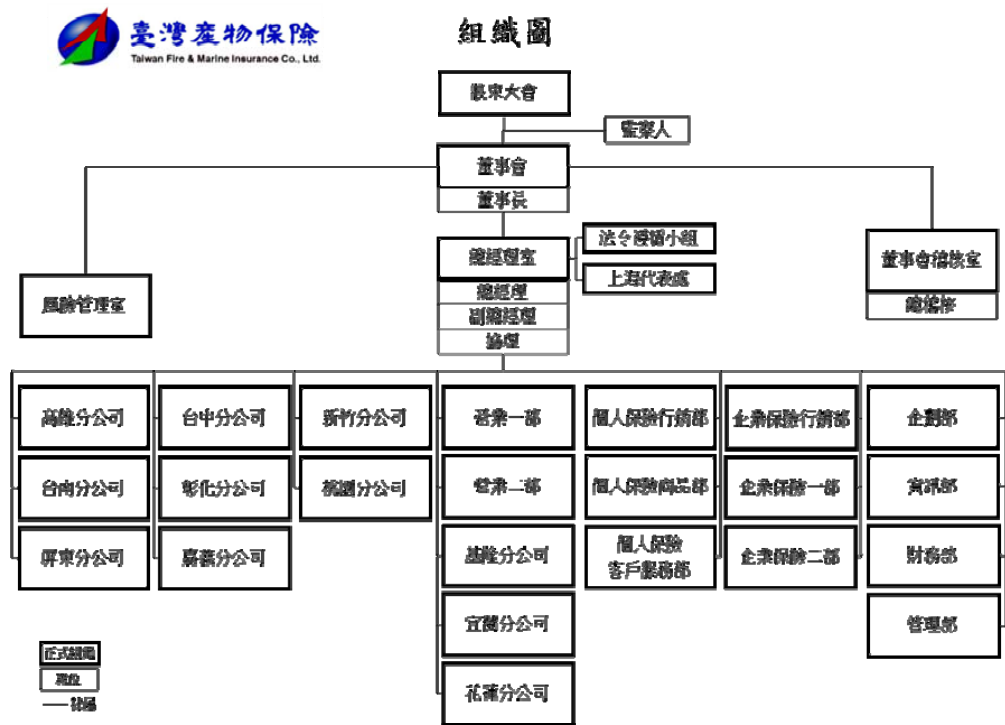 臺灣產物保險
Taiwan Fire & Marine Insurance Co., Ltd.
組織圖
股東大會
監察人
董事會
董事長
總經理室
法令遵循小組
上海代表處
總經理
副總經理
協理
風險管理室
董事會稽核室
總稽核
高雄分公司
台中分公司
新竹分公司
營業一部
個人保險行銷部
企業保險行銷部
企劃部
台南分公司
彰化分公司
桃園分公司
營業二部
個人保險商品部
企業保險一部
資訊部
屏東分公司
嘉義分公司
基隆分公司
個人保險
客戶服務部
企業保險二部
財務部
宜蘭分公司
管理部
花蓮分公司
正式組織
職位
隸屬